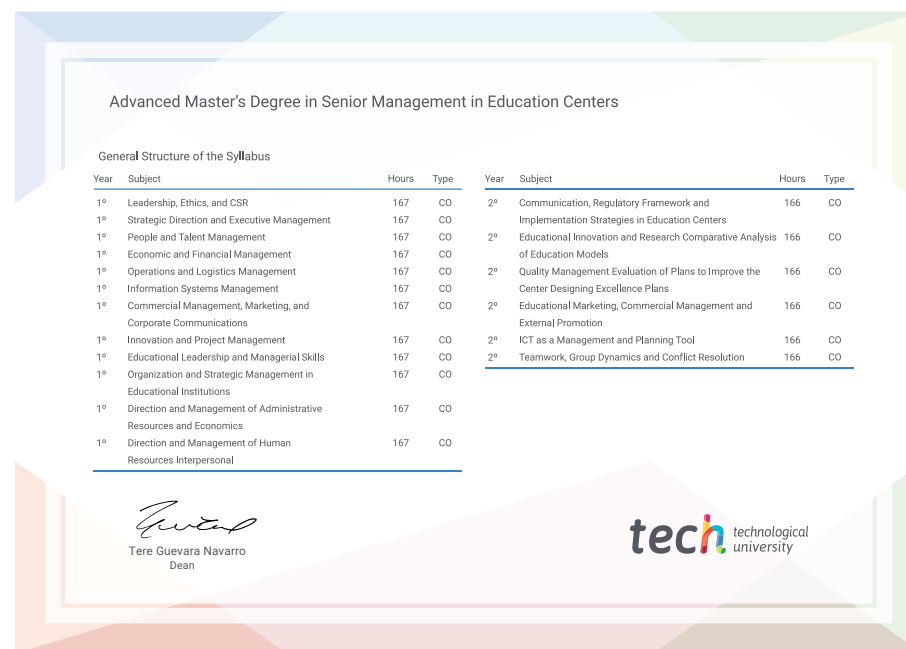 Advanced Master's Degree in Senior Management in Education Centers
General Structure of the Syllabus
Year Subject Hours Type
1º Leadership, Ethics, and CSR 167 CO
1º Strategic Direction and Executive Management 167 CO
1º People and Talent Management 167 CO
1º Economic and Financial Management 167 CO
1º Operations and Logistics Management 167 CO
1º Information Systems Management 167 CO
1º Commercial Management, Marketing, and 167 CO
Corporate Communications
1º Innovation and Project Management 167 CO
1º Educational Leadership and Managerial Skills 167 CO
1º Organization and Strategic Management in 167 CO
Educational Institutions
1º Direction and Management of Administrative 167 CO
Resources and Economics
1º Direction and Management of Human 167 CO
Resources Interpersonal
Year Subject Hours Type
2º Communication, Regulatory Framework and 166 CO
Implementation Strategies in Education Centers
2º Educational Innovation and Research Comparative Analysis 166 CO
of Education Models
2º Quality Management Evaluation of Plans to Improve the 166 CO
Center Designing Excellence Plans
2º Educational Marketing, Commercial Management and 166 CO
External Promotion
2º ICT as a Management and Planning Tool 166 CO
2º Teamwork, Group Dynamics and Conflict Resolution 166 CO
Tere Guevara Navarro
Dean
tech technological
university